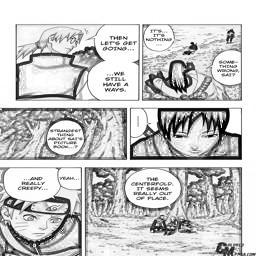 IT'S...
IT'S
NOTHING
SOME-
THING
WRONG,
SAI?
THEN
LET'S GET
GOING...
...WE
STILL
HAVE A
WAYS.
STRANGEST
THING
ABOUT SAI'S
PICTURE
BOOK...?
THE
CENTERFOLD.
IT SEEMS
REALLY
OUT OF
PLACE.
YEAH...
...AND
REALLY
CREEPY...